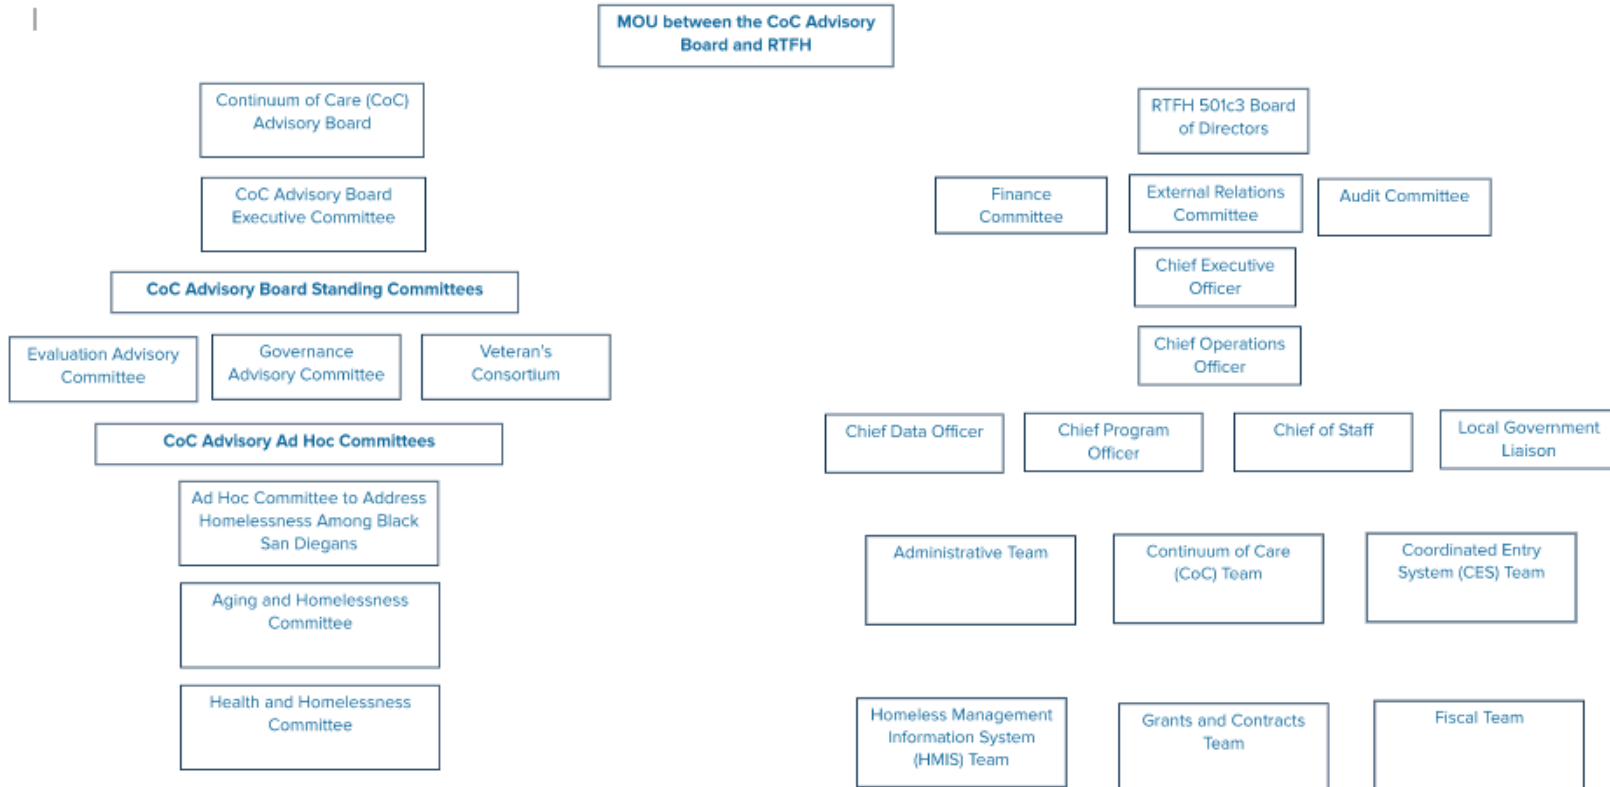 MOU between the CoC Advisory
Board and RTFH
Continuum of Care (CoC)
Advisory Board
CoC Advisory Board
Executive Committee
CoC Advisory Board Standing Committees
Evaluation Advisory
Committee
Governance
Advisory Committee
Veteran's
Consortium
CoC Advisory Ad Hoc Committees
Ad Hoc Committee to Address
Homelessness Among Black
San Diegans
Aging and Homelessness
Committee
Health and Homelessness
Committee
RTFH 501c3 Board
of Directors
Finance
Committee
External Relations
Committee
Audit Committee
Chief Executive
Officer
Chief Operations
Officer
Chief Data Officer
Chief Program
Officer
Chief of Staff
Local Government
Liaison
Administrative Team
Continuum of Care
(CoC) Team
Coordinated Entry
System (CES) Team
Homeless Management
Information System
(HMIS) Team
Grants and Contracts
Team
Fiscal Team